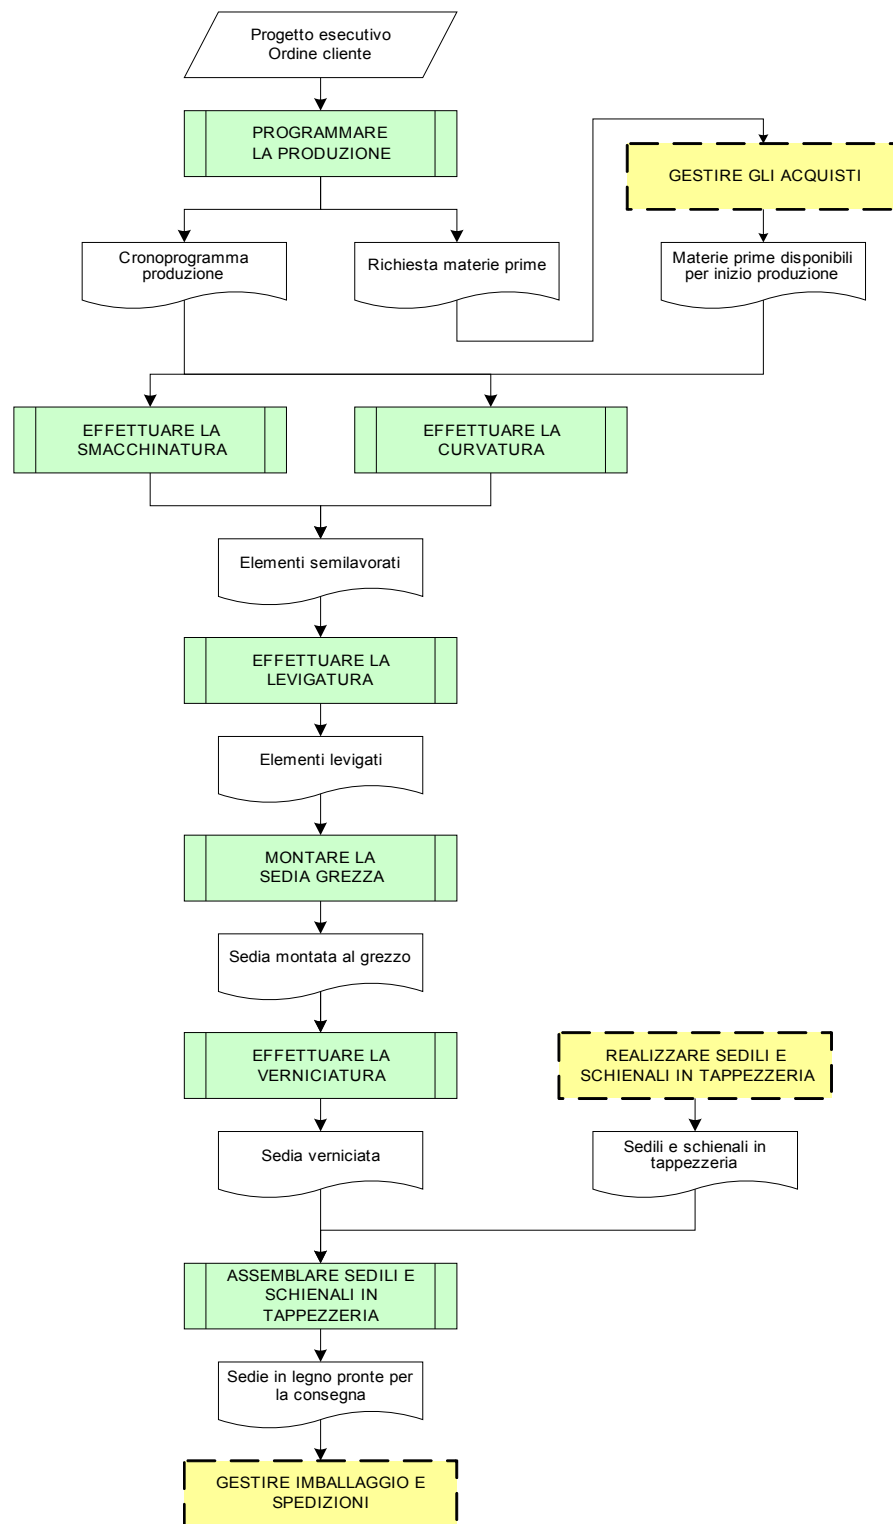 Progetto esecutivo
Ordine cliente
PROGRAMMARE
LA PRODUZIONE
GESTIRE GLI ACQUISTI
Cronoprogramma
produzione
Richiesta materie prime
Materie prime disponibili
per inizio produzione
EFFETTUARE LA
SMACCHINATURA
EFFETTUARE LA
CURVATURA
Elementi semilavorati
EFFETTUARE LA
LEVIGATURA
Elementi levigati
MONTARE LA
SEDIA GREZZA
Sedia montata al grezzo
EFFETTUARE LA
VERNICIATURA
REALIZZARE SEDILI E
SCHIENALI IN TAPPEZZERIA
Sedia verniciata
Sedili e schienali in
tappezzeria
ASSEMBLARE SEDILI E
SCHIENALI IN
TAPPEZZERIA
Sedie in legno pronte per
la consegna
GESTIRE IMBALLAGGIO E
SPEDIZIONI